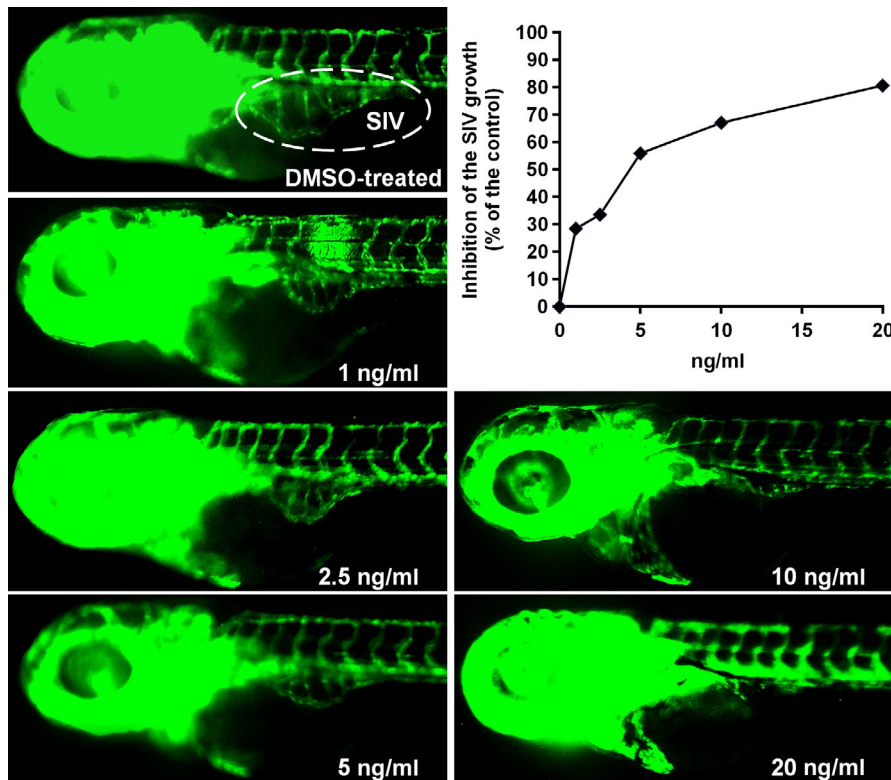 SIV
DMSO-treated
1 ng/ml
2.5 ng/ml
5 ng/ml
Inhibition of the SIV growth
(% of the control)
100
90
80
70
60
50
40
30
20
10
0
0
5
10
15
20
ng/ml
10 ng/ml
20 ng/ml